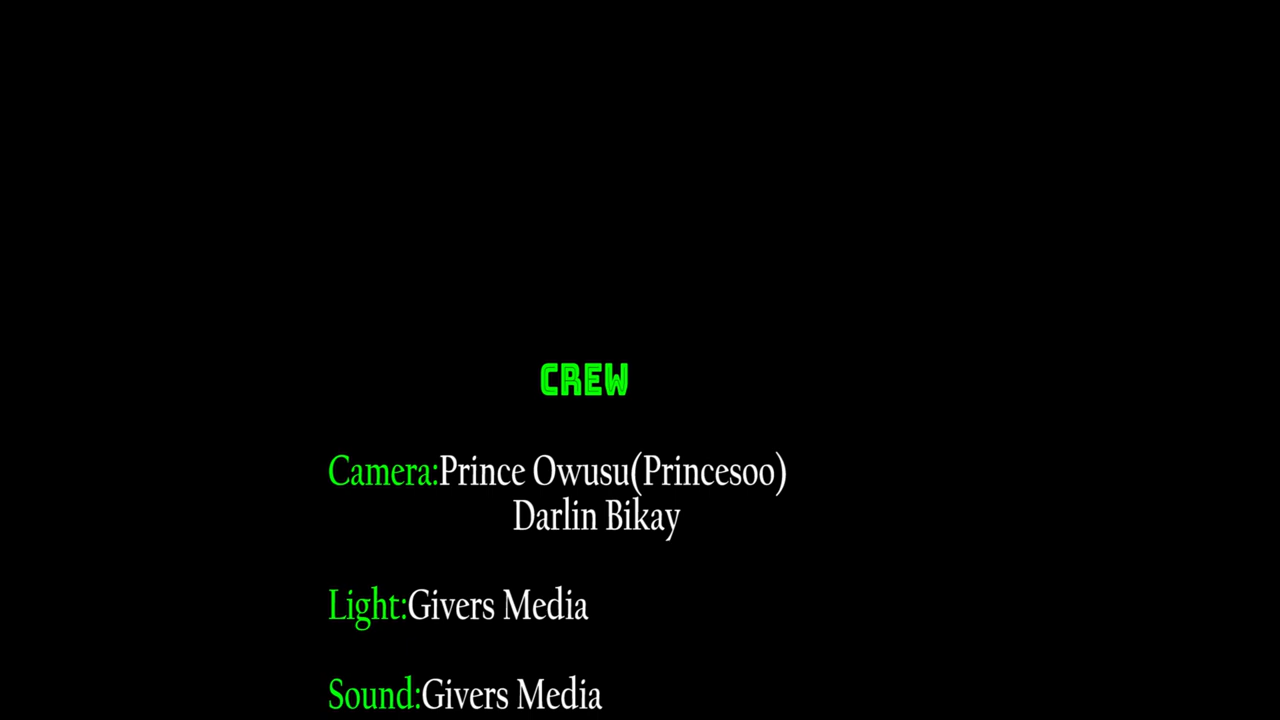 CREW
Camera:Prince Owusu(Princesoo)
Darlin Bikay
Light:Givers Media
Sound:Givers Media